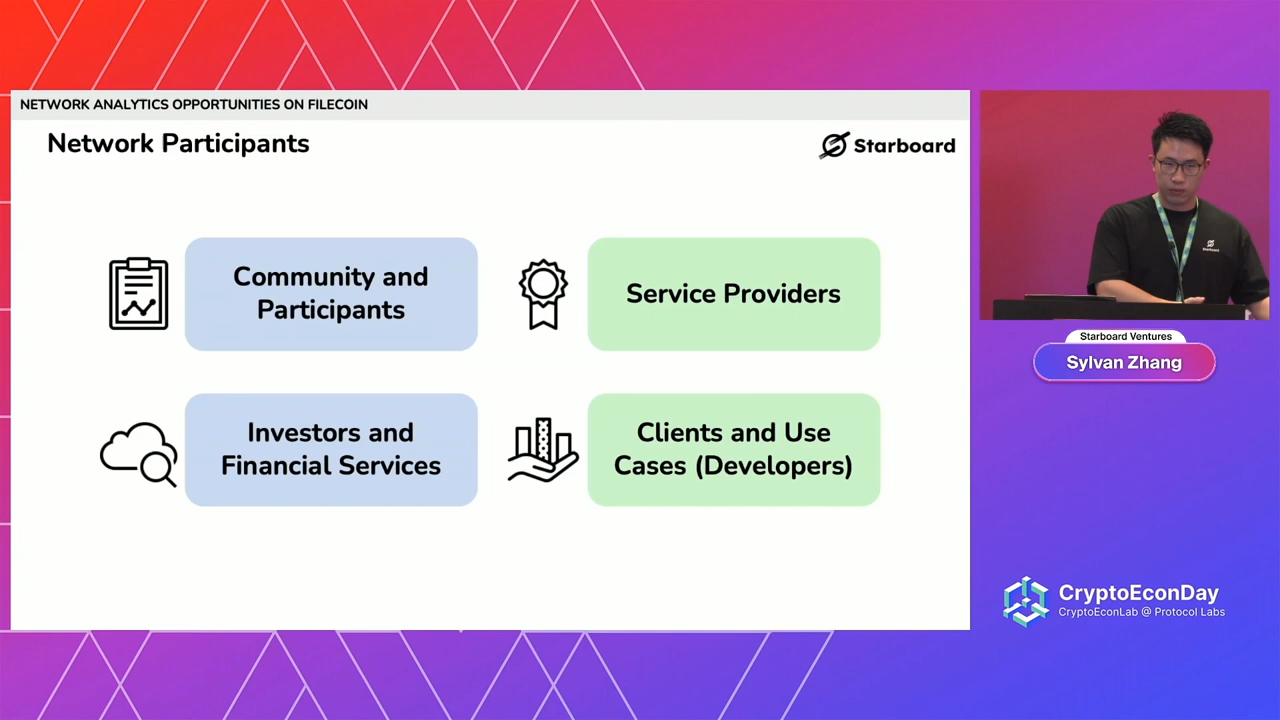 NETWORK ANALYTICS OPPORTUNITIES ON FILECOIN
Network Participants
Starboard
Community and
Participants
Service Providers
Investors and
Financial Services
Clients and Use
Cases (Developers)
Starboard
Starboard Ventures
Sylvan Zhang
CryptoEconDay
CryptoEconLab @ Protocol Labs